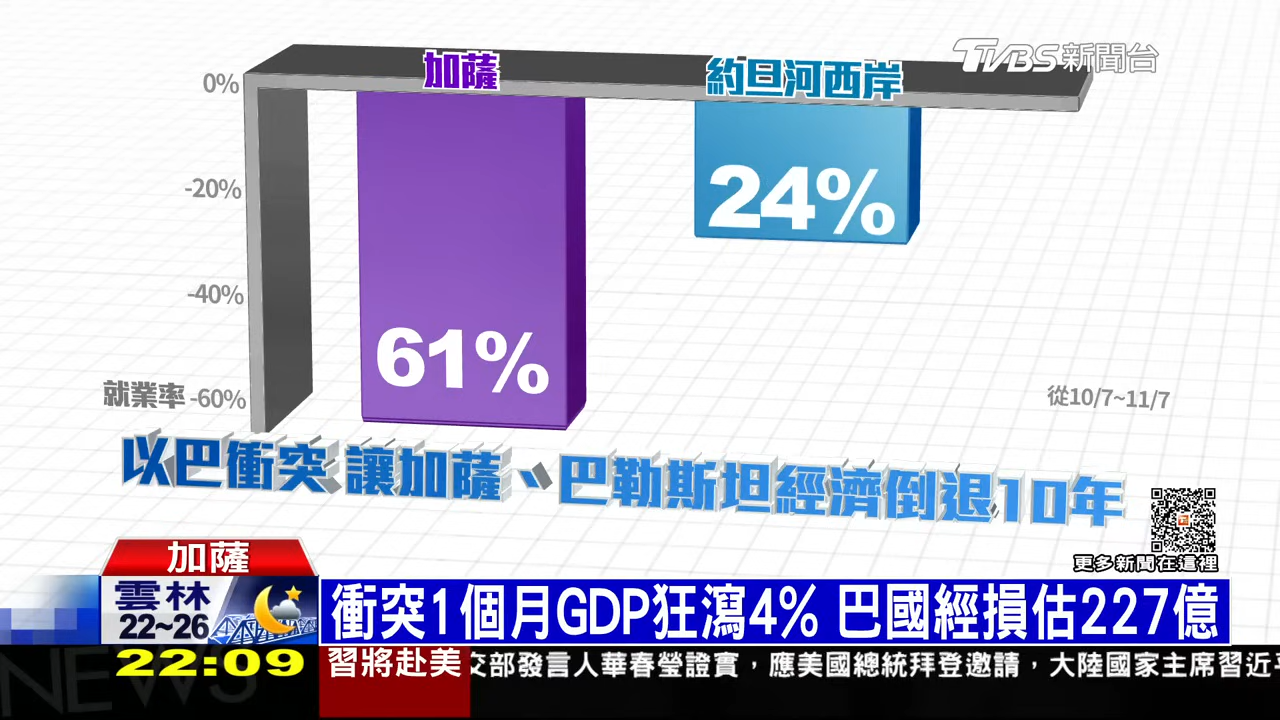 TVBS新聞台
加薩
約旦河西岸
0%
-20%
24%
-40%
61%
就業率 -60%
從10/7~11/7
以巴衝突 讓加薩、巴勒斯坦經濟倒退10年
更多新聞在這裡
加薩
雲林
22~26
衝突1個月GDP狂瀉4% 巴國經損估227億
22:09
習將赴美
交部發言人華春瑩證實，應美國總統拜登邀請，大陸國家主席習近
NEWS